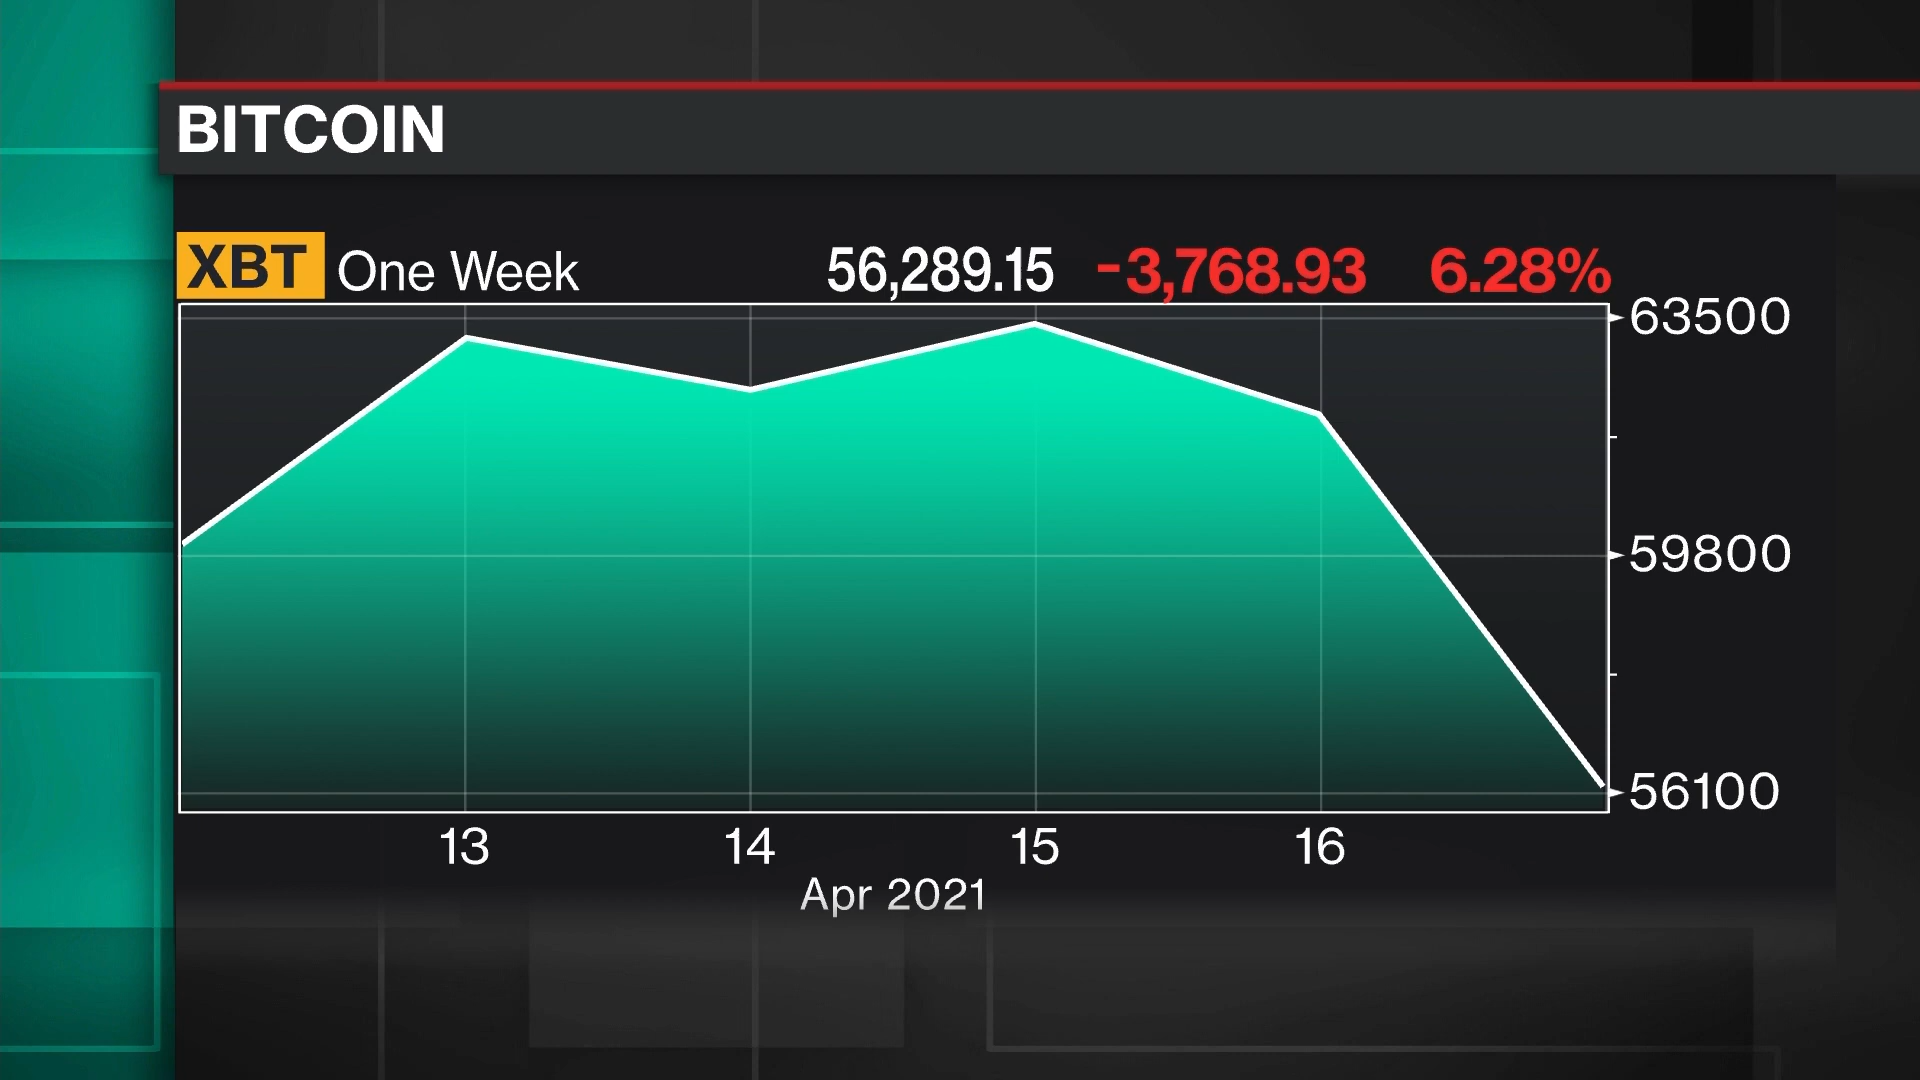 BITCOIN
XBT One Week 56,289.15 -3,768.93 6.28%
63500
59800
56100
13 14 15 16
Apr 2021